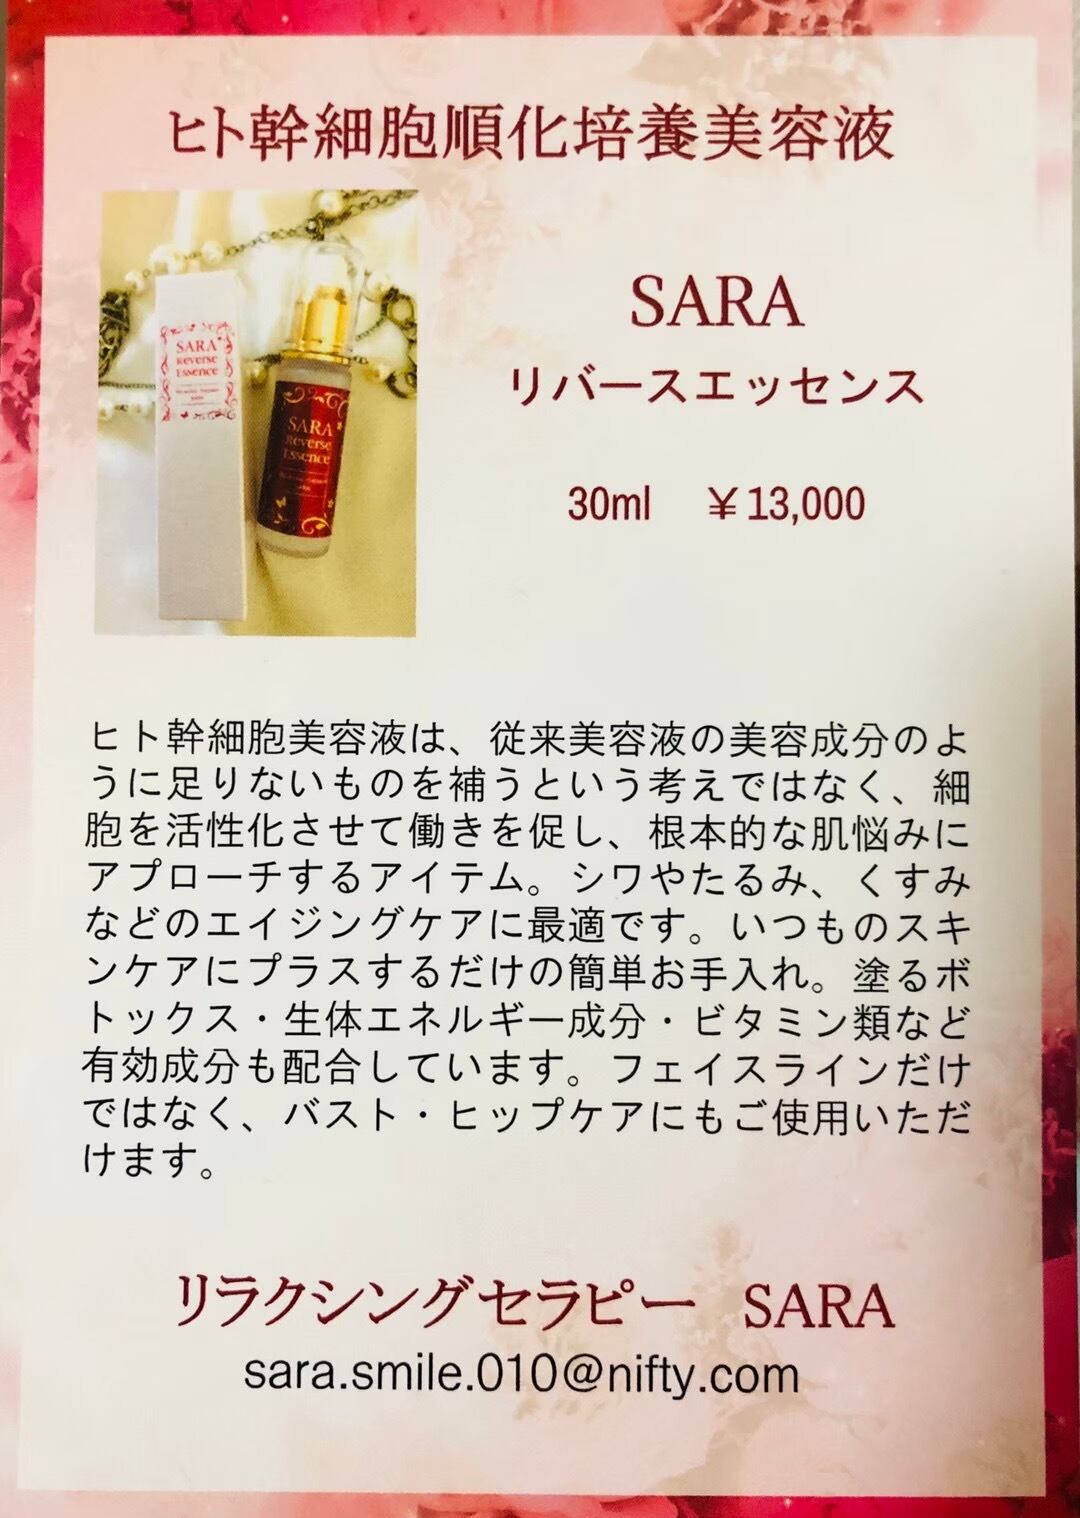 ヒト幹細胞順化培養美容液
SARA
Reverse
Essence
SARA
Reverse
Essence
SARA
リバースエッセンス
30ml ￥13,000
ヒト幹細胞美容液は、従来美容液の美容成分のよ
うに足りないものを補うという考えではなく、細
胞を活性化させて働きを促し、根本的な肌悩みに
アプローチするアイテム。シワやたるみ、くすみ
などのエイジングケアに最適です。いつものスキ
ンケアにプラスするだけの簡単お手入れ。塗るボ
トックス・生体エネルギー成分・ビタミン類など
有効成分も配合しています。フェイスラインだけ
ではなく、バスト・ヒップケアにもご使用いただ
けます。
リラクシングセラピー SARA
sara.smile.010@nifty.com